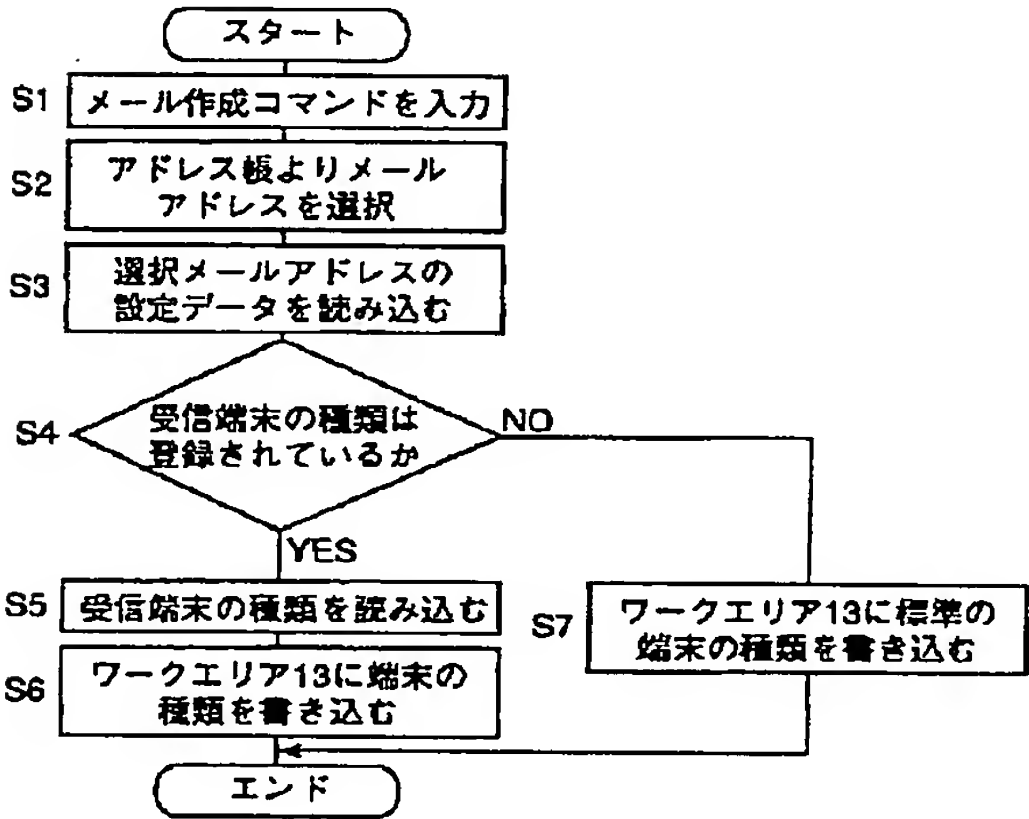 スタート
S1
メール作成コマンドを入力
S2
アドレス帳よりメール
アドレスを選択
S3
選択メールアドレスの
設定データを読み込む
S4
受信端末の種類は
登録されているか
NO
YES
S5
受信端末の種類を読み込む
S7
ワークエリア13に標準の
端末の種類を書き込む
S6
ワークエリア13に端末の
種類を書き込む
エンド